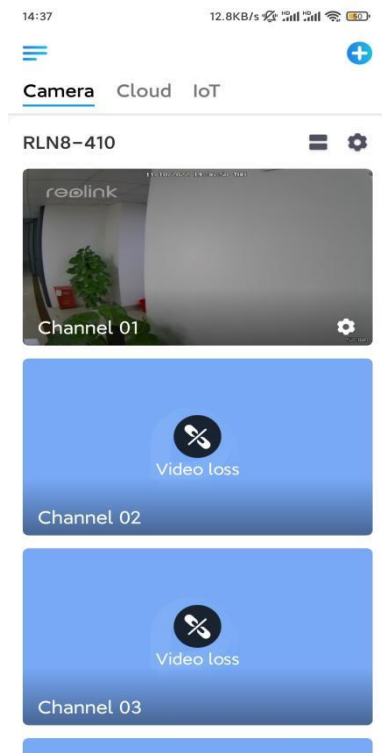 14:37 12.8KB/s 50
Camera Cloud IoT
RLN8-410
reolink
Channel 01
Video loss
Channel 02
Video loss
Channel 03